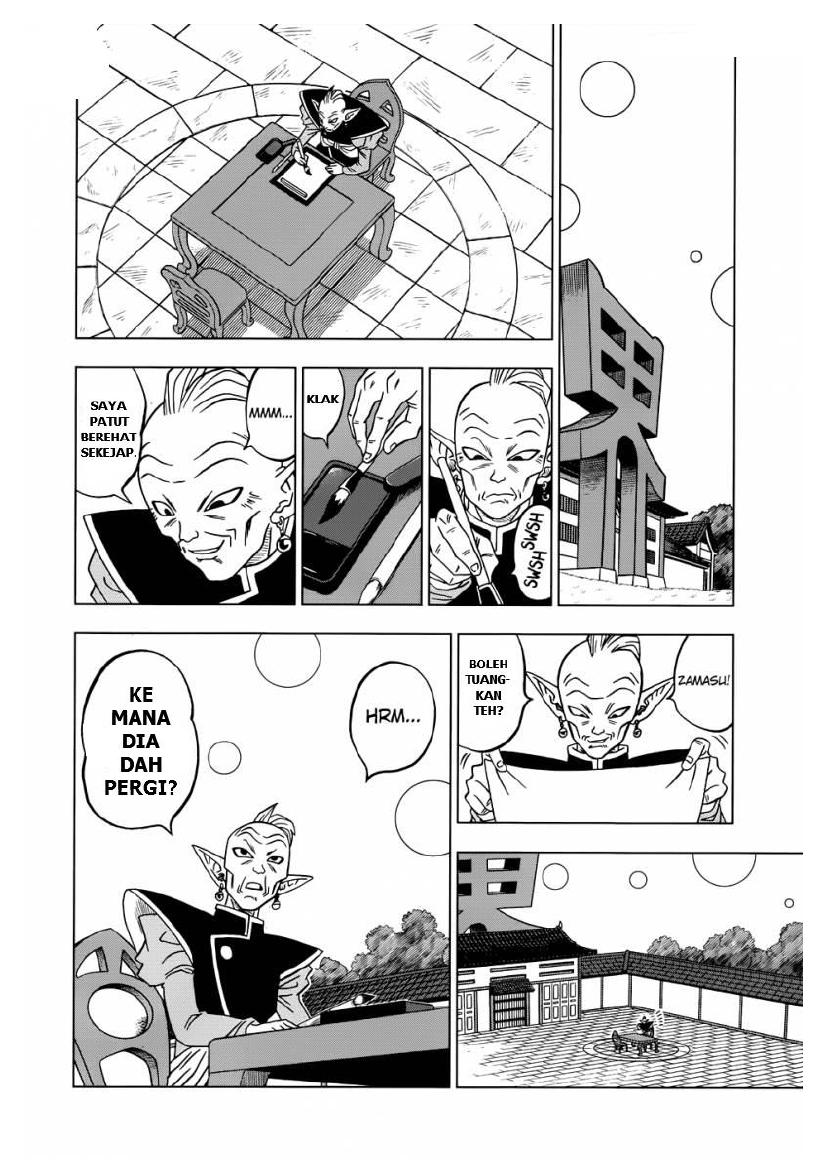 SWSH
SWSH
KLAK
MMM...
SAYA
PATUT
BEREHAT
SEKEJAP.
ZAMASU!
BOLEH
TUANG-
KAN
TEH?
HRM...
KE
MANA
DIA
DAH
PERGI?